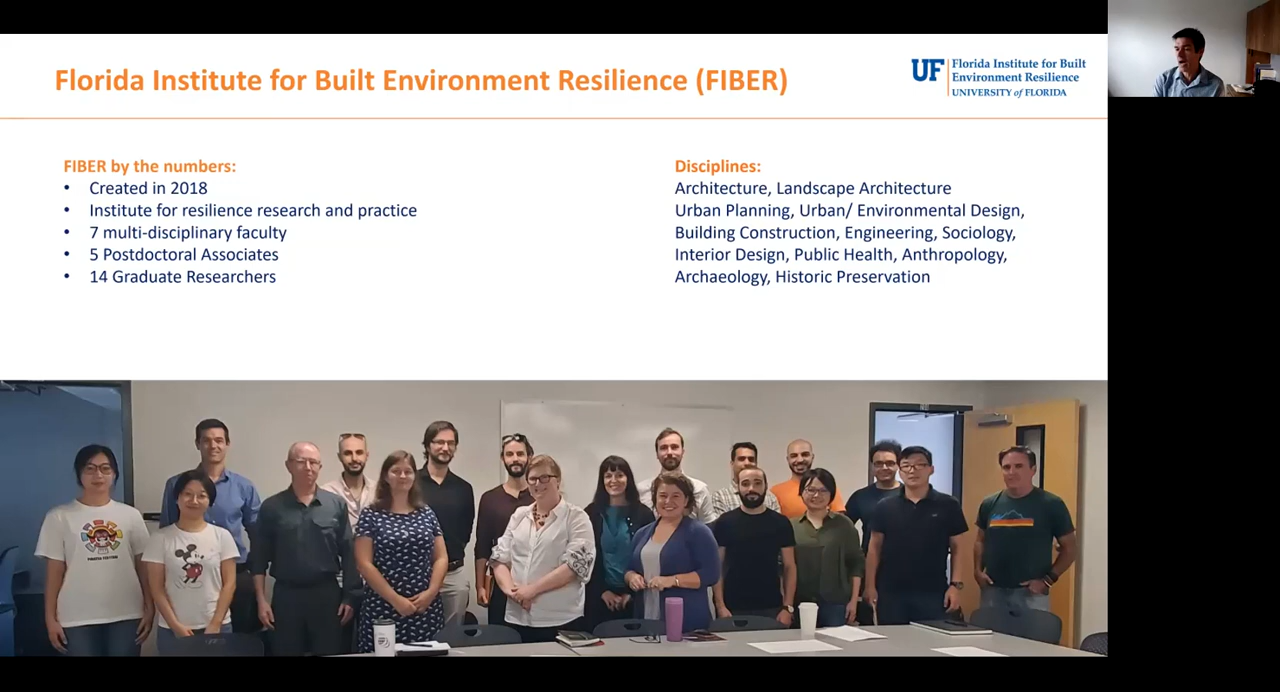 Florida Institute for Built Environment Resilience (FIBER)
UF
Florida Institute for Built
Environment Resilience
UNIVERSITY of FLORIDA
FIBER by the numbers:
• Created in 2018
• Institute for resilience research and practice
• 7 multi-disciplinary faculty
• 5 Postdoctoral Associates
• 14 Graduate Researchers
Disciplines:
Architecture, Landscape Architecture
Urban Planning, Urban/ Environmental Design,
Building Construction, Engineering, Sociology,
Interior Design, Public Health, Anthropology,
Archaeology, Historic Preservation